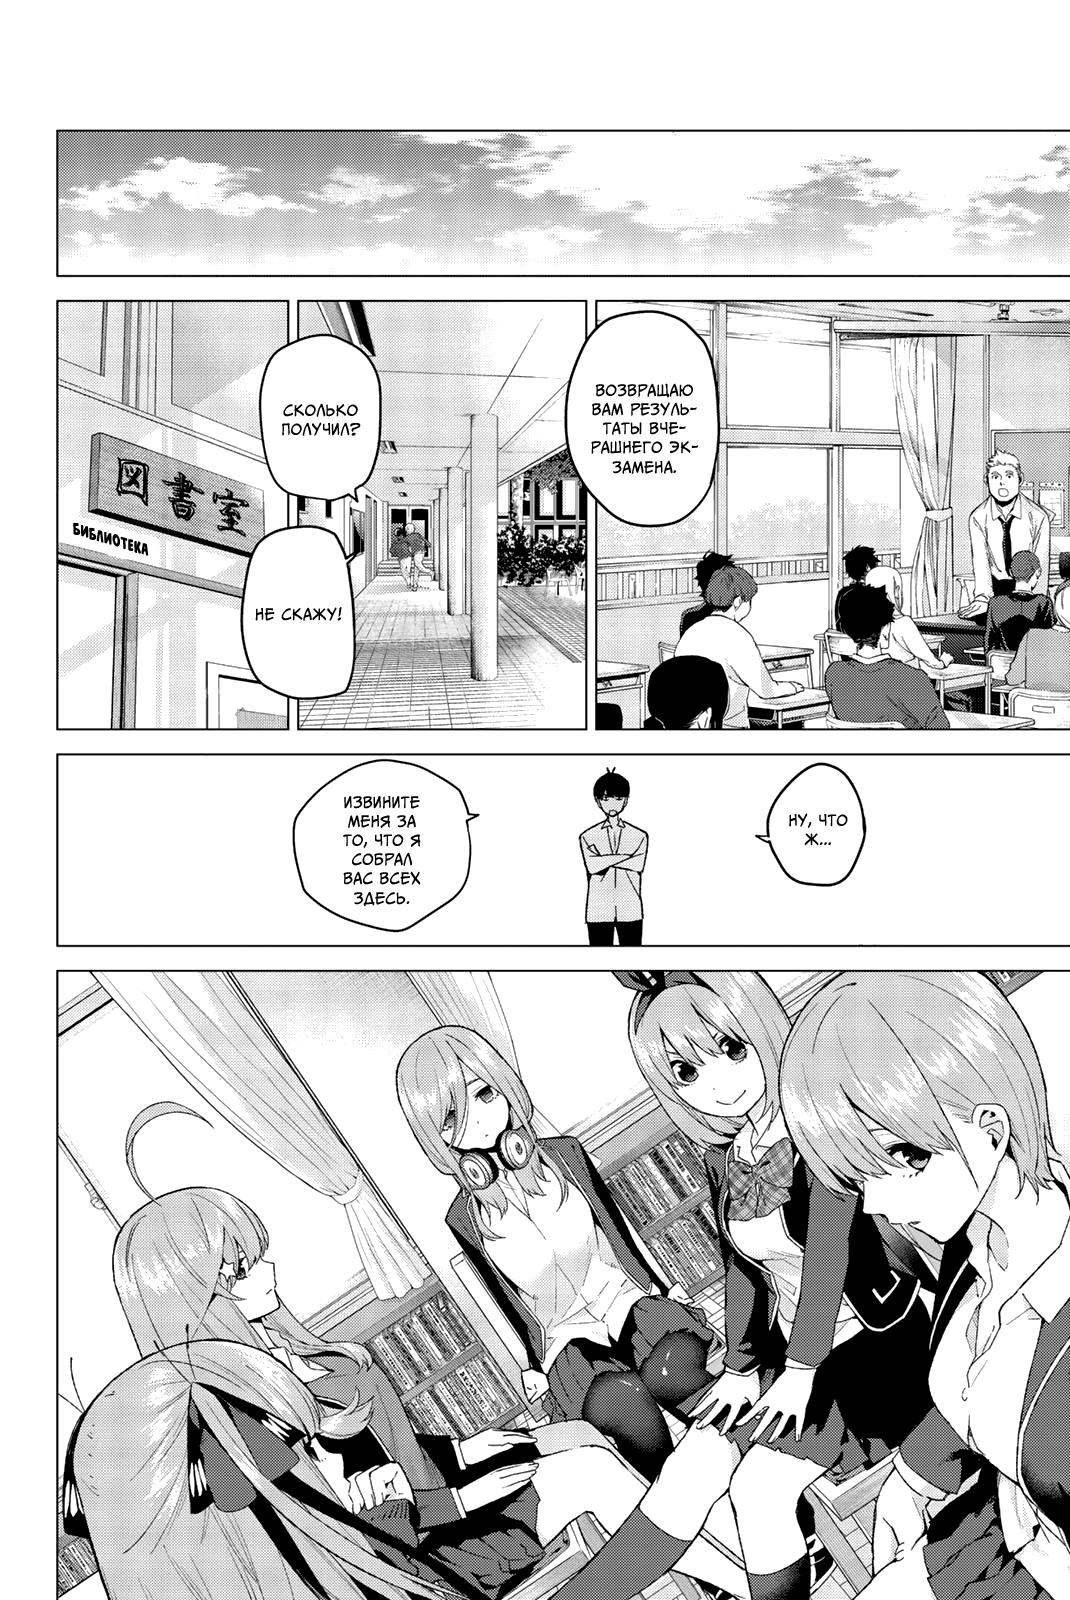 ВОЗВРАЩАЮ
ВАМ РЕЗУЛЬ-
ТАТЫ ВЧЕ-
РАШНЕГО ЭК-
ЗАМЕНА.
СКОЛЬКО
ПОЛУЧИЛ?
НЕ СКАЖУ!
図書室
БИБЛИОТЕКА
НУ, ЧТО
Ж...
ИЗВИНИТЕ
МЕНЯ ЗА
ТО, ЧТО Я
СОБРАЛ
ВАС ВСЕХ
ЗДЕСЬ.